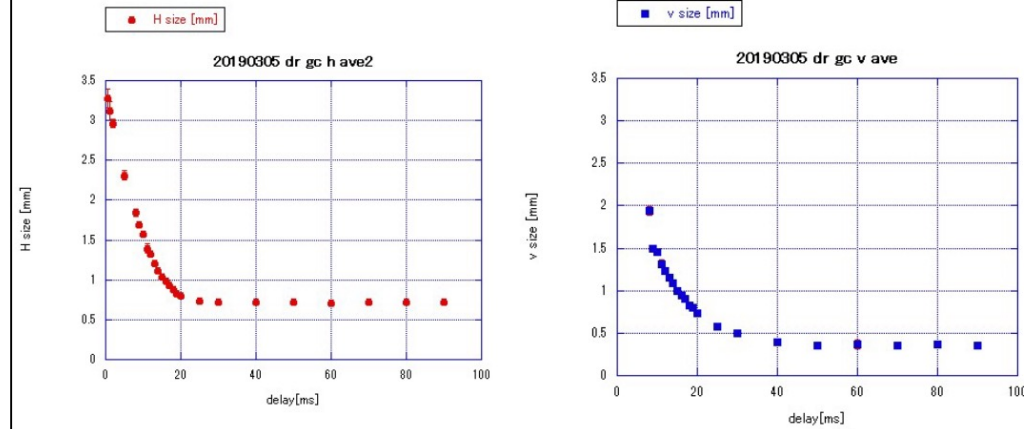 H size [mm]
20190305 dr gc h ave2
3.5
3
2.5
2
1.5
1
0.5
0
0 20 40 60 80 100
H size [mm]
delay[ms]
v size [mm]
20190305 dr gc v ave
3.5
3
2.5
2
1.5
1
0.5
0
0 20 40 60 80 100
v size [mm]
delay[ms]